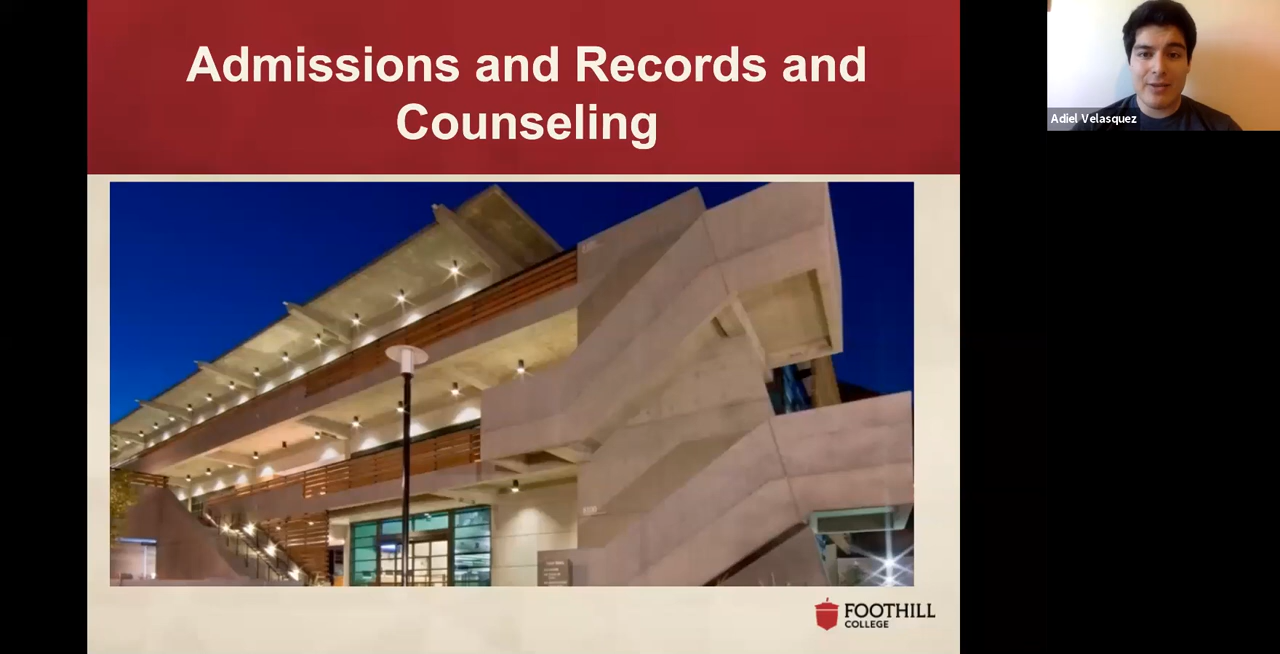 Admissions and Records and
Counseling
Adiel Velasquez
FOOTHILL
COLLEGE